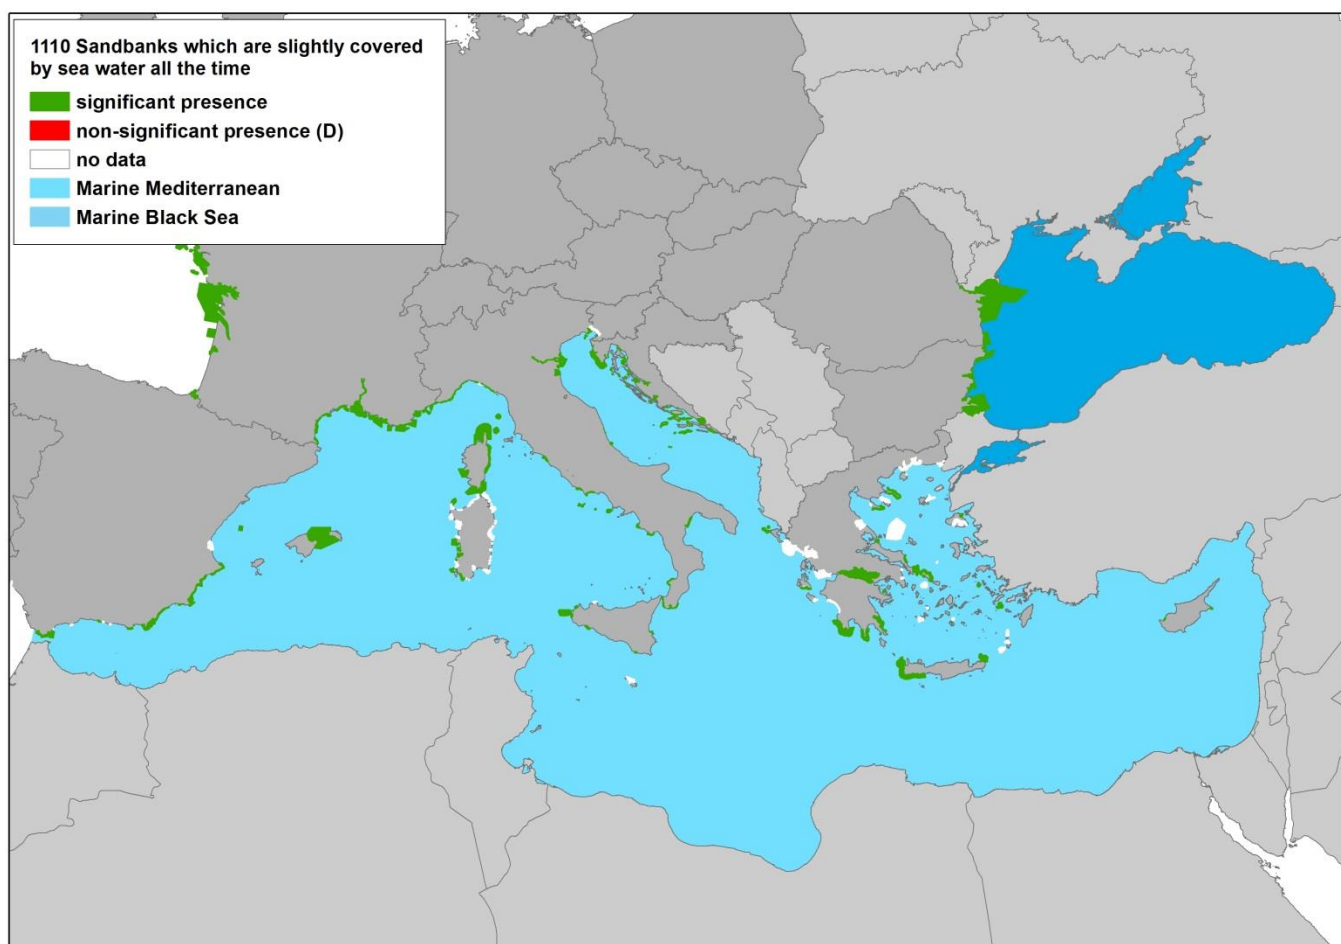 1110 Sandbanks which are slightly covered
by sea water all the time
significant presence
non-significant presence (D)
no data
Marine Mediterranean
Marine Black Sea